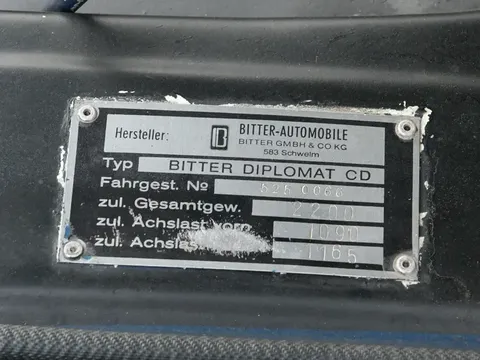 Hersteller: B BITTER-AUTOMOBILE
BITTER GMBH & CO KG
583 Schwelm
Typ BITTER DIPLOMAT CD
Fahrgest. No
zul. Gesamtgew. 2200
zul. Achslast vorn 1090
zul. Achslast 1165